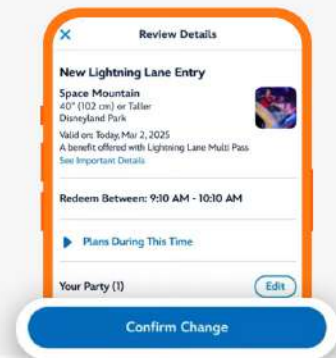 Review Details
New Lightning Lane Entry
Space Mountain
40" (102 cm) or Taller
Disneyland Park
Valid on: Today, Mar 2, 2025
A benefit offered with Lightning Lane Multi Pass
See Important Details
Redeem Between: 9:10 AM - 10:10 AM
Plans During This Time
Your Party (1)
Edit
Confirm Change